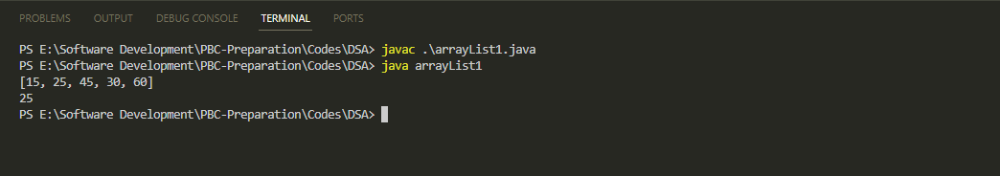 PROBLEMS OUTPUT DEBUG CONSOLE TERMINAL PORTS
PS E:\Software Development\PBC-Preparation\Codes\DSA> javac .\arrayList1.java
PS E:\Software Development\PBC-Preparation\Codes\DSA> java arrayList1
[15, 25, 45, 30, 60]
25
PS E:\Software Development\PBC-Preparation\Codes\DSA>